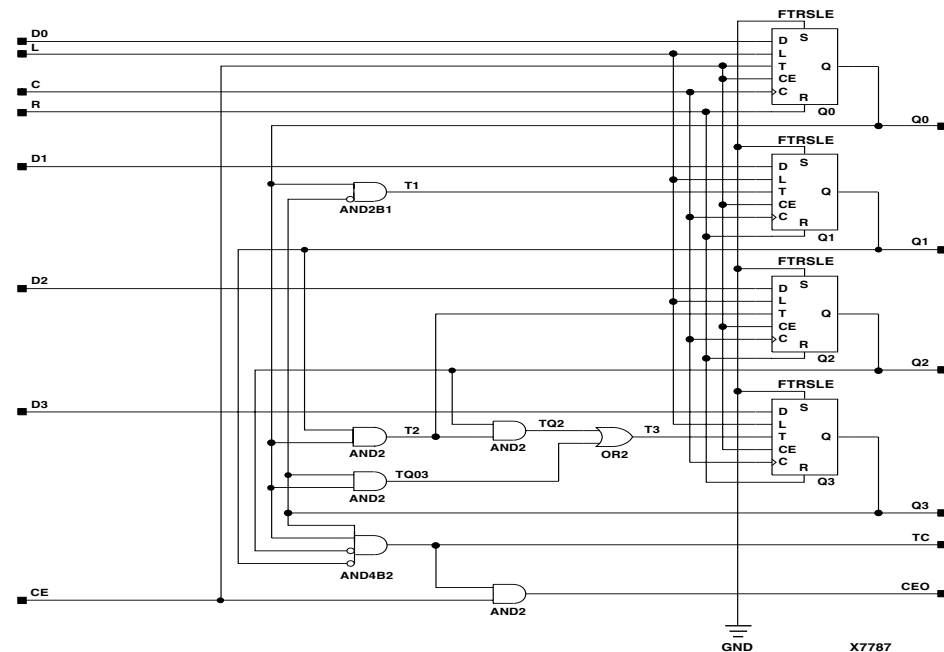 FTRSLE
D0
L
C
R
D
L
T
CE
C
S
Q
R
Q0
Q0
FTRSLE
D1
T1
AND2B1
D
L
T
CE
C
S
Q
R
Q1
Q1
FTRSLE
D2
D
L
T
CE
C
S
Q
R
Q2
Q2
FTRSLE
D3
D
L
T
CE
C
S
Q
R
Q3
T2
AND2
TQ2
AND2
T3
OR2
TQ03
AND2
Q3
TC
AND4B2
CE
AND2
CEO
GND
X7787